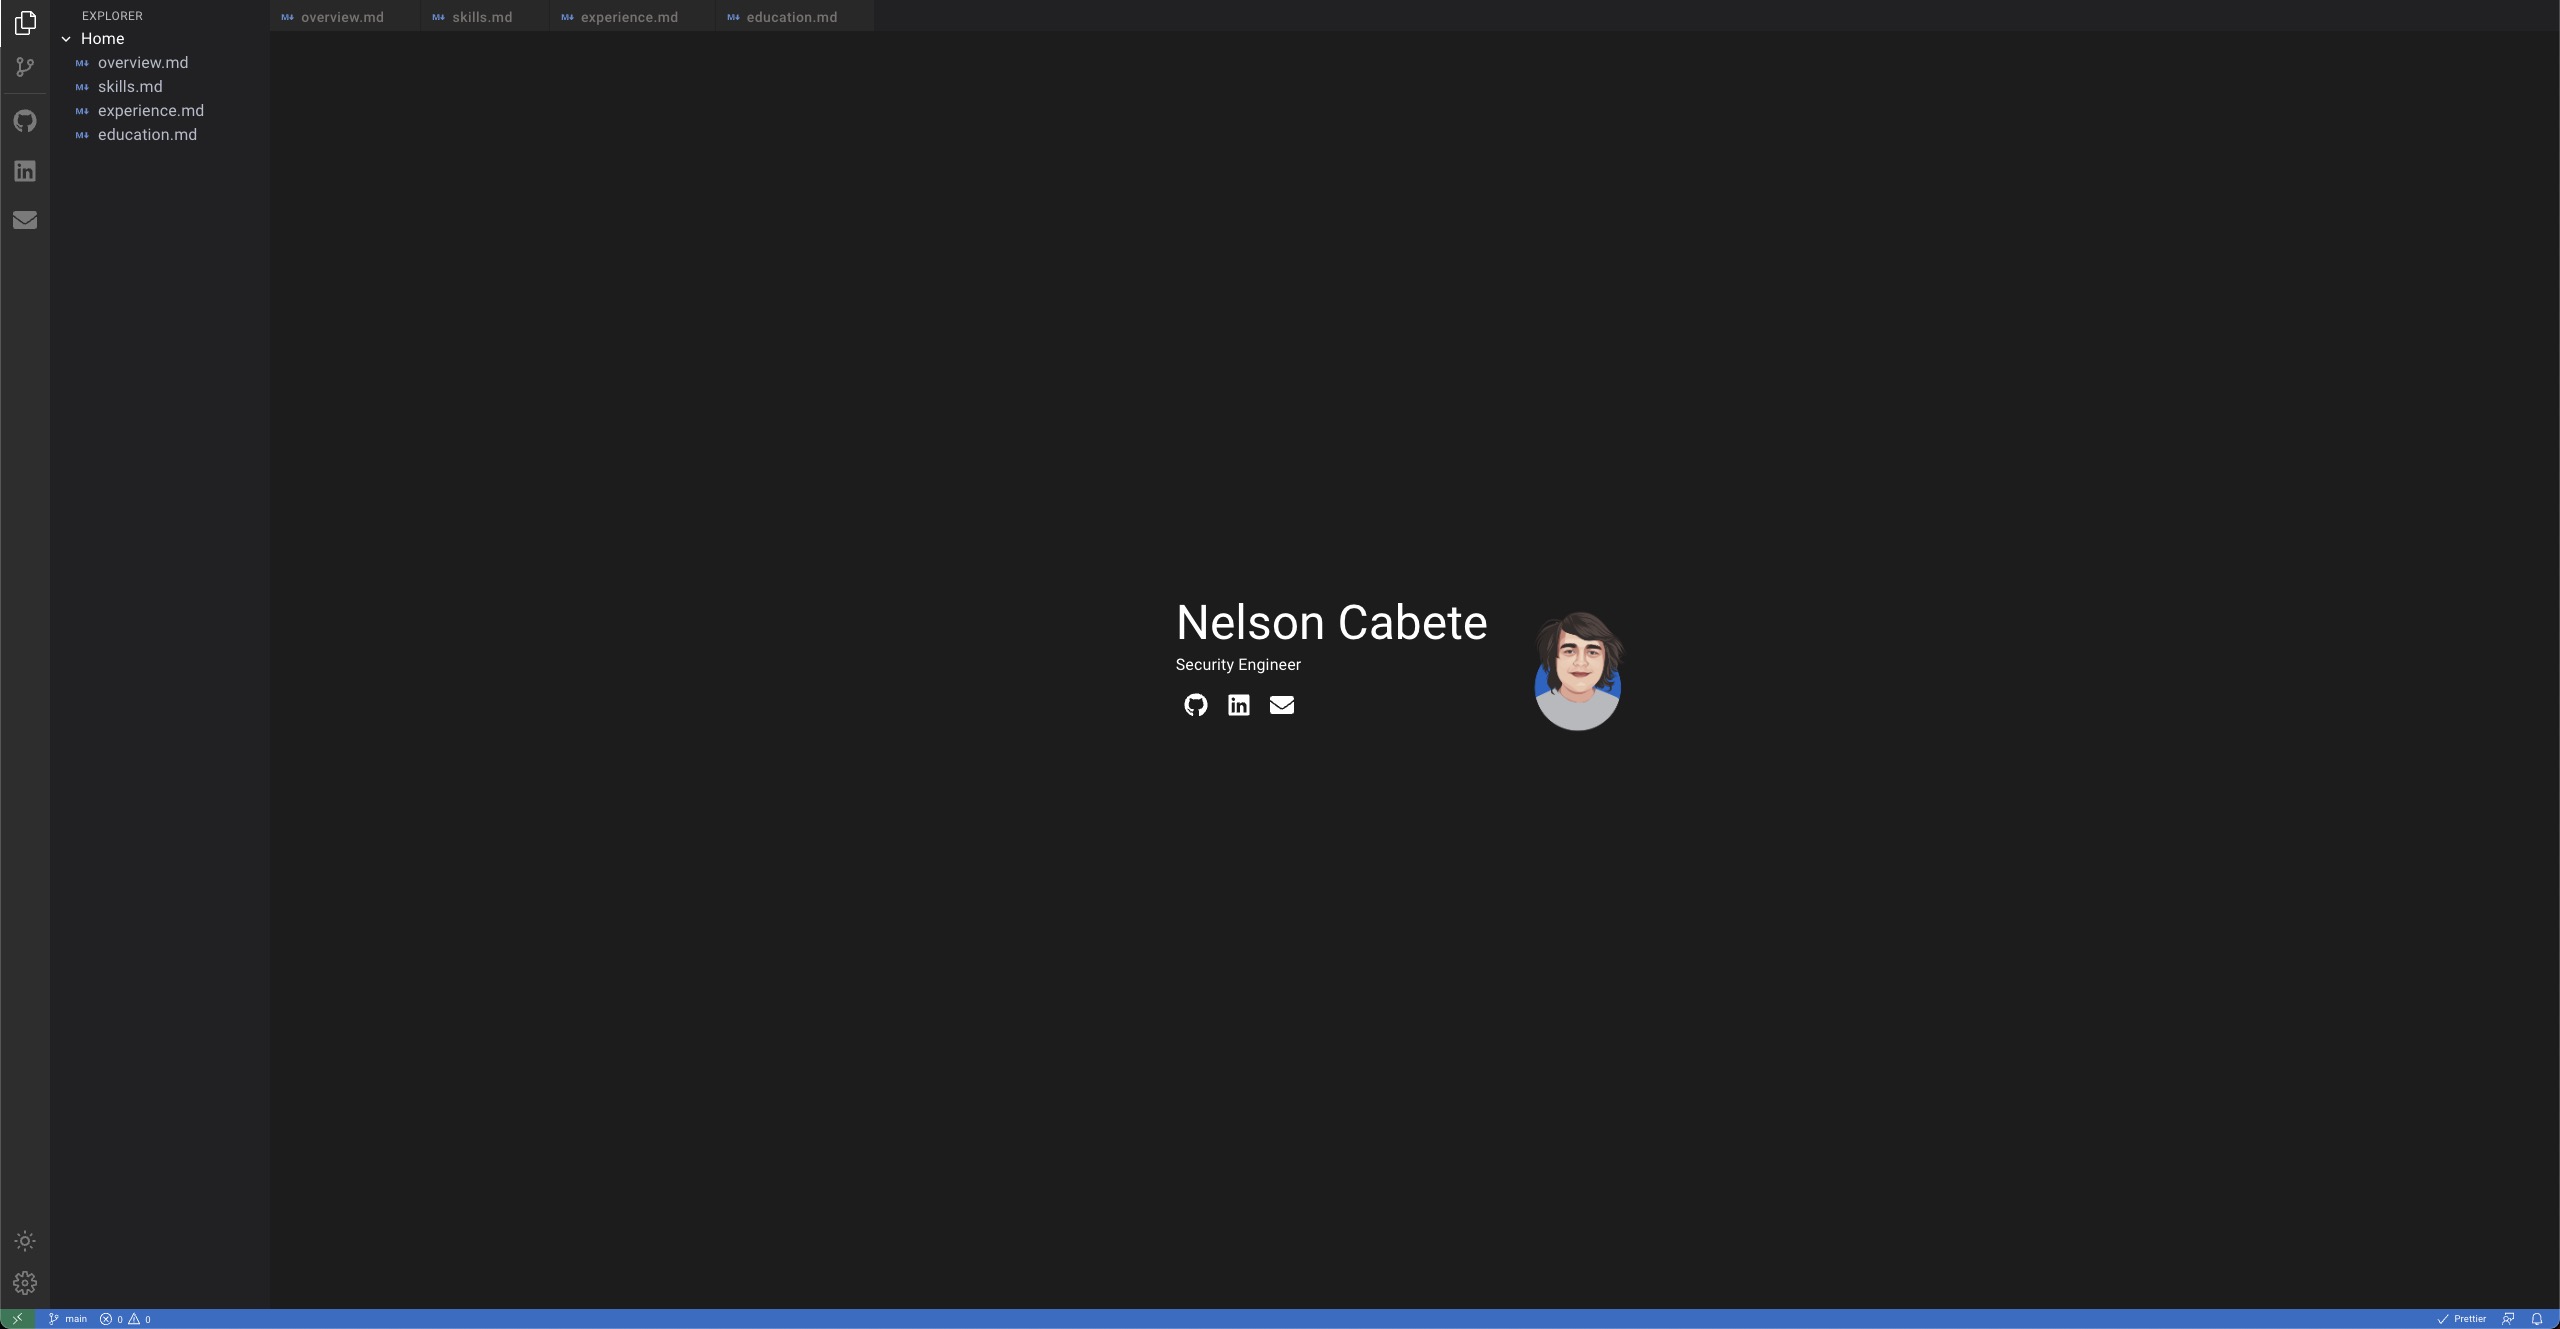 EXPLORER
Home
overview.md
skills.md
experience.md
education.md
overview.md skills.md experience.md education.md
Nelson Cabete
Security Engineer
main 0 0 Prettier